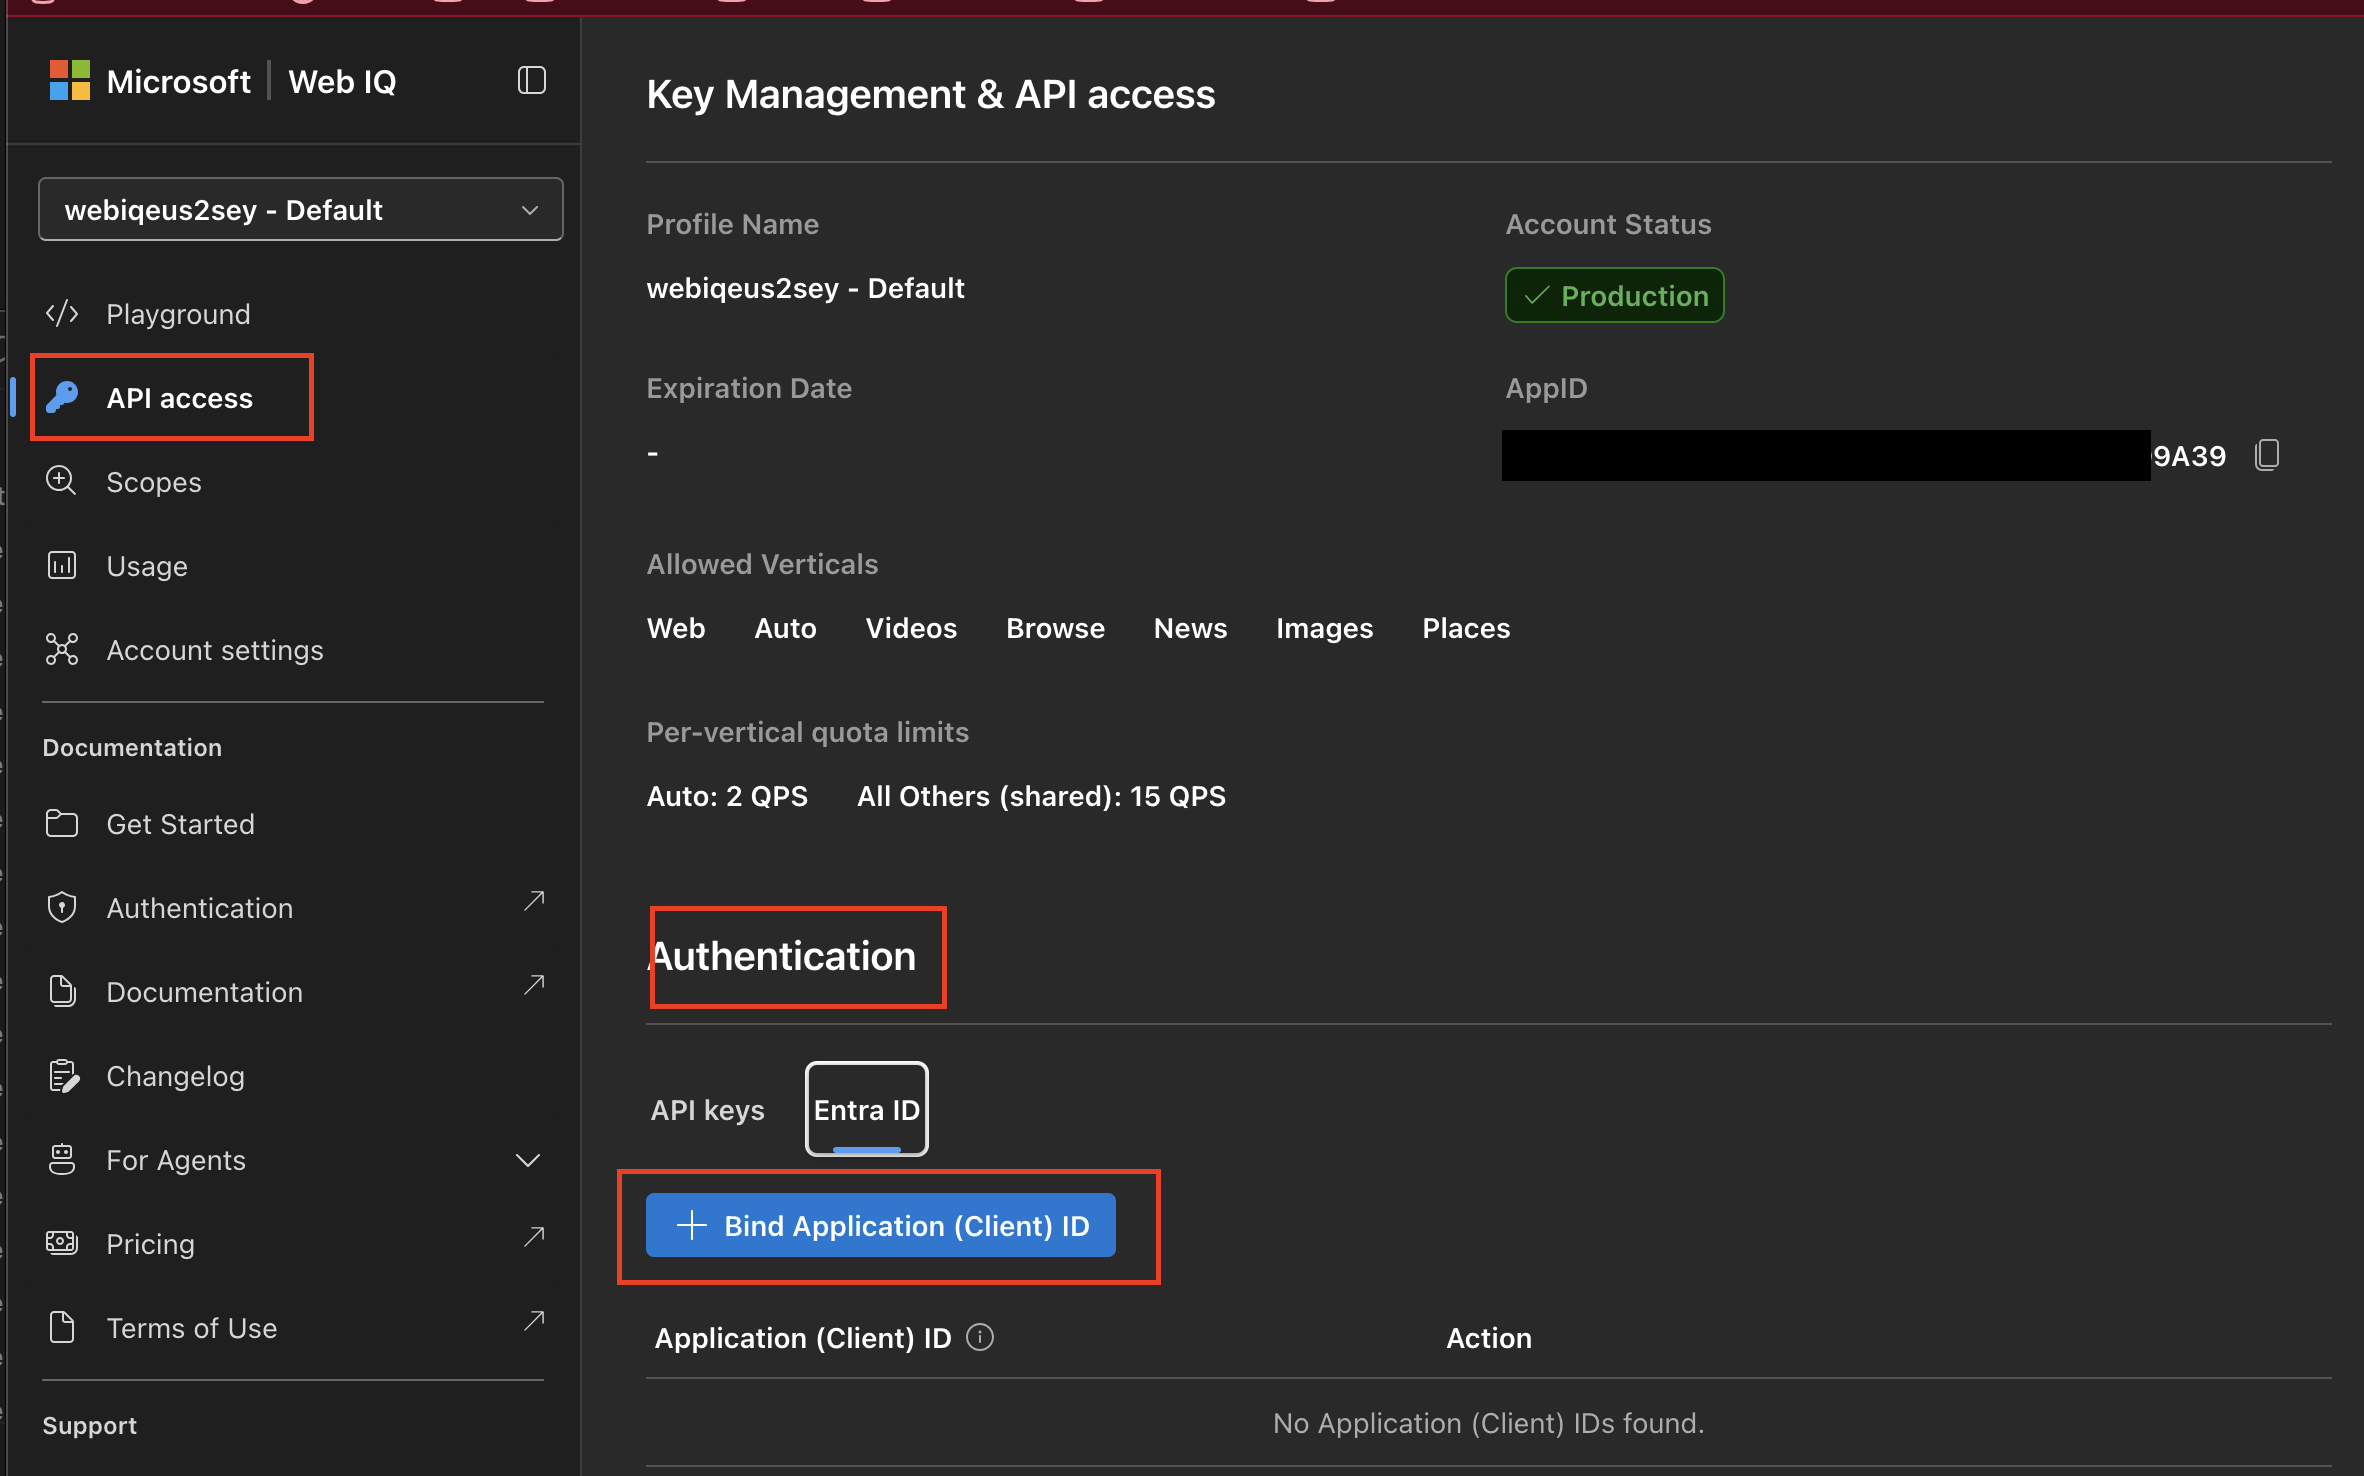 Microsoft | Web IQ
webiqeus2sey - Default
Playground
API access
Scopes
Usage
Account settings
Documentation
Get Started
Authentication
Documentation
Changelog
For Agents
Pricing
Terms of Use
Support
Key Management & API access
Profile Name
webiqeus2sey - Default
Account Status
Production
Expiration Date
-
AppID
9A39
Allowed Verticals
Web Auto Videos Browse News Images Places
Per-vertical quota limits
Auto: 2 QPS All Others (shared): 15 QPS
Authentication
API keys Entra ID
Bind Application (Client) ID
Application (Client) ID Action
No Application (Client) IDs found.